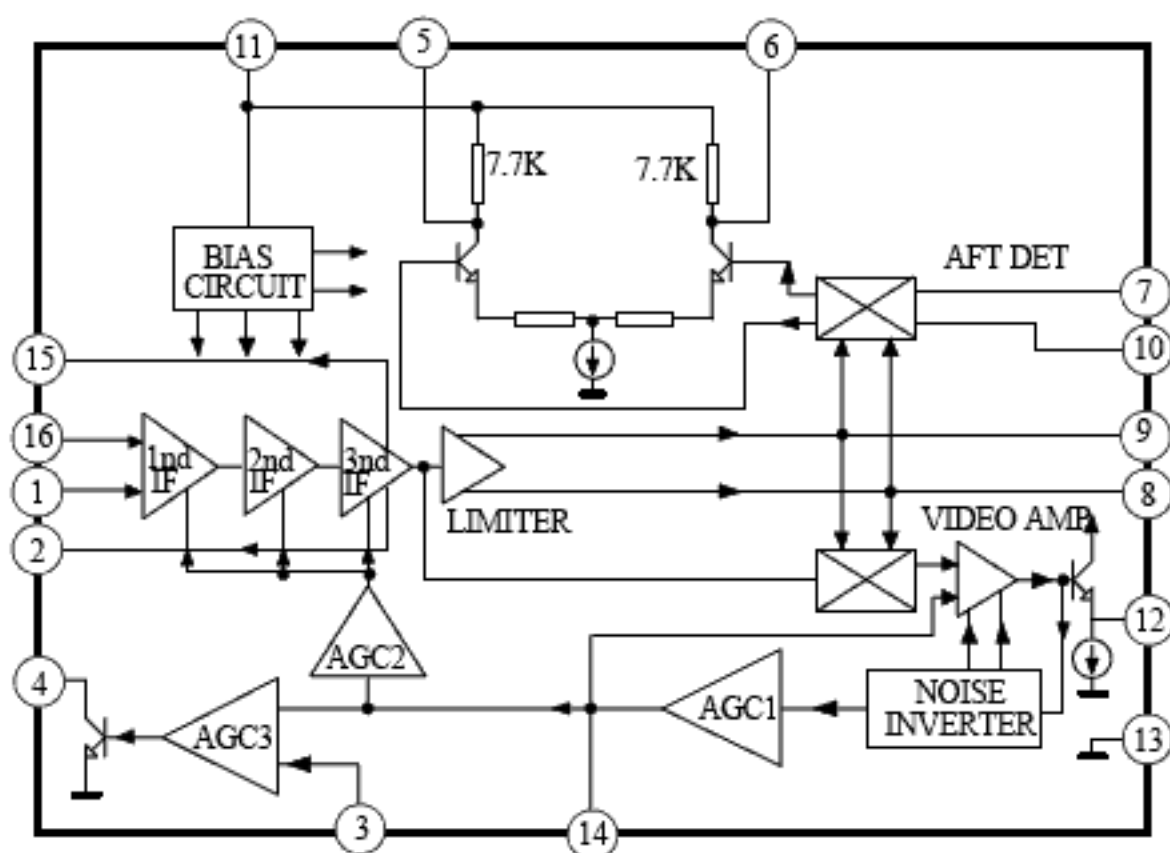 11
5
6
7.7K
7.7K
BIAS
CIRCUIT
AFT DET
7
10
15
16
1
2
1nd
IF
2nd
IF
3nd
IF
LIMITER
9
8
VIDEO AMP
12
AGC2
4
AGC3
AGC1
NOISE
INVERTER
13
3
14